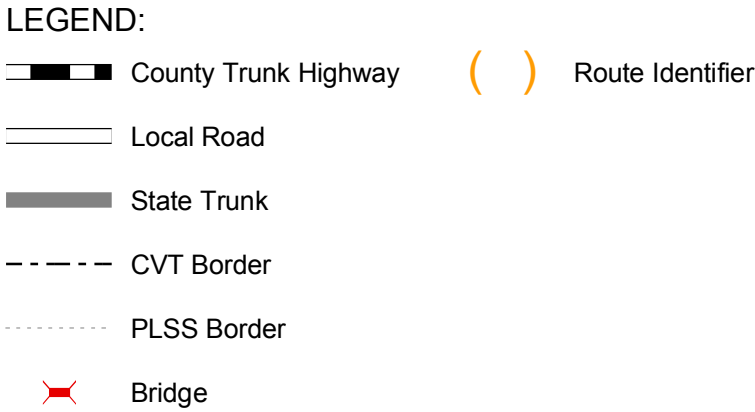 LEGEND:
County Trunk Highway ( ) Route Identifier
Local Road
State Trunk
CVT Border
PLSS Border
Bridge